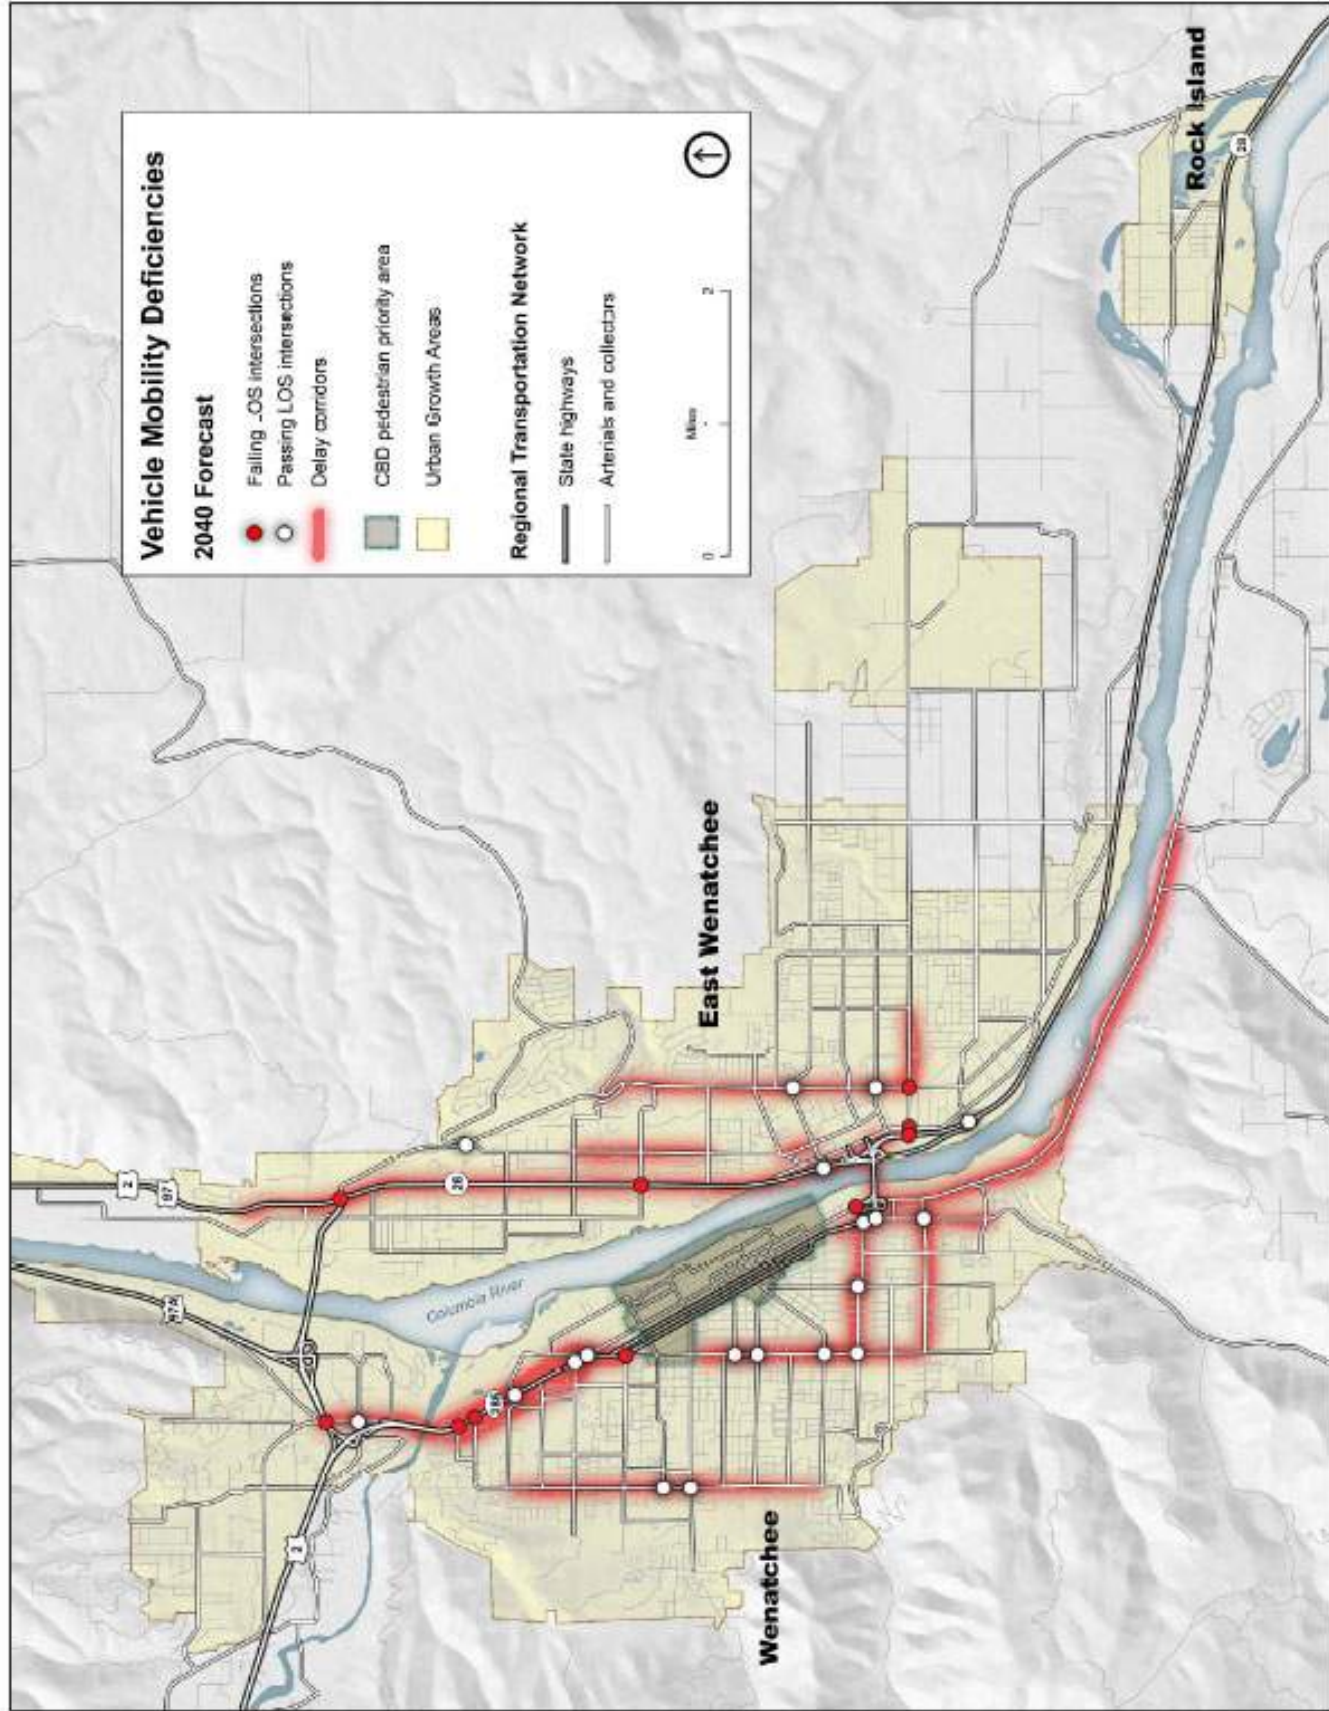 Vehicle Mobility Deficiencies
2040 Forecast
Failing LOS intersections
Passing LOS intersections
Delay corridors
CBD pedestrian priority area
Urban Growth Areas
Regional Transportation Network
State highways
Arterials and collectors
Miles
0
2
Rock Island
28
East Wenatchee
2
97
28
97A
Columbia River
285
2
Wenatchee